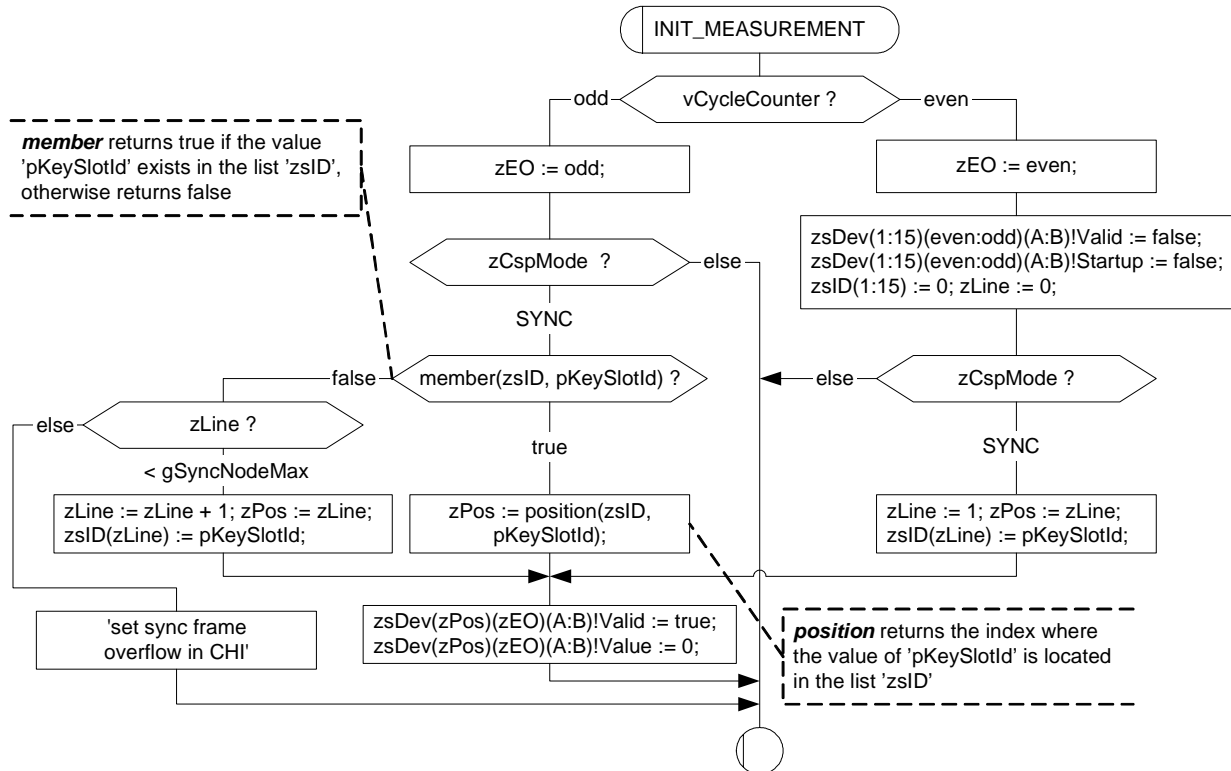 INIT_MEASUREMENT
odd
vCycleCounter ?
even
member returns true if the value
'pKeySlotId' exists in the list 'zsID',
otherwise returns false
zEO := odd;
zEO := even;
zsDev(1:15)(even:odd)(A:B)!Valid := false;
zsDev(1:15)(even:odd)(A:B)!Startup := false;
zsID(1:15) := 0; zLine := 0;
zCspMode ?
else
SYNC
false
member(zsID, pKeySlotId) ?
else
zCspMode ?
else
zLine ?
true
SYNC
< gSyncNodeMax
zLine := zLine + 1; zPos := zLine;
zsID(zLine) := pKeySlotId;
zPos := position(zsID,
pKeySlotId);
zLine := 1; zPos := zLine;
zsID(zLine) := pKeySlotId;
'set sync frame
overflow in CHI'
zsDev(zPos)(zEO)(A:B)!Valid := true;
zsDev(zPos)(zEO)(A:B)!Value := 0;
position returns the index where
the value of 'pKeySlotId' is located
in the list 'zsID'